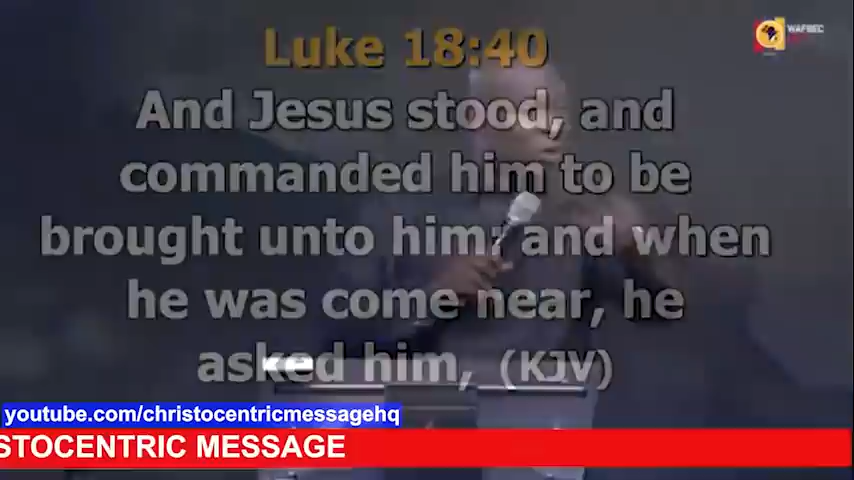 Luke 18:40
WAFBEC
And Jesus stood, and
commanded him to be
brought unto him: and when
he was come near, he
asked him, (KJV)
youtube.com/christocentricmessagehq
STOCENTRIC MESSAGE